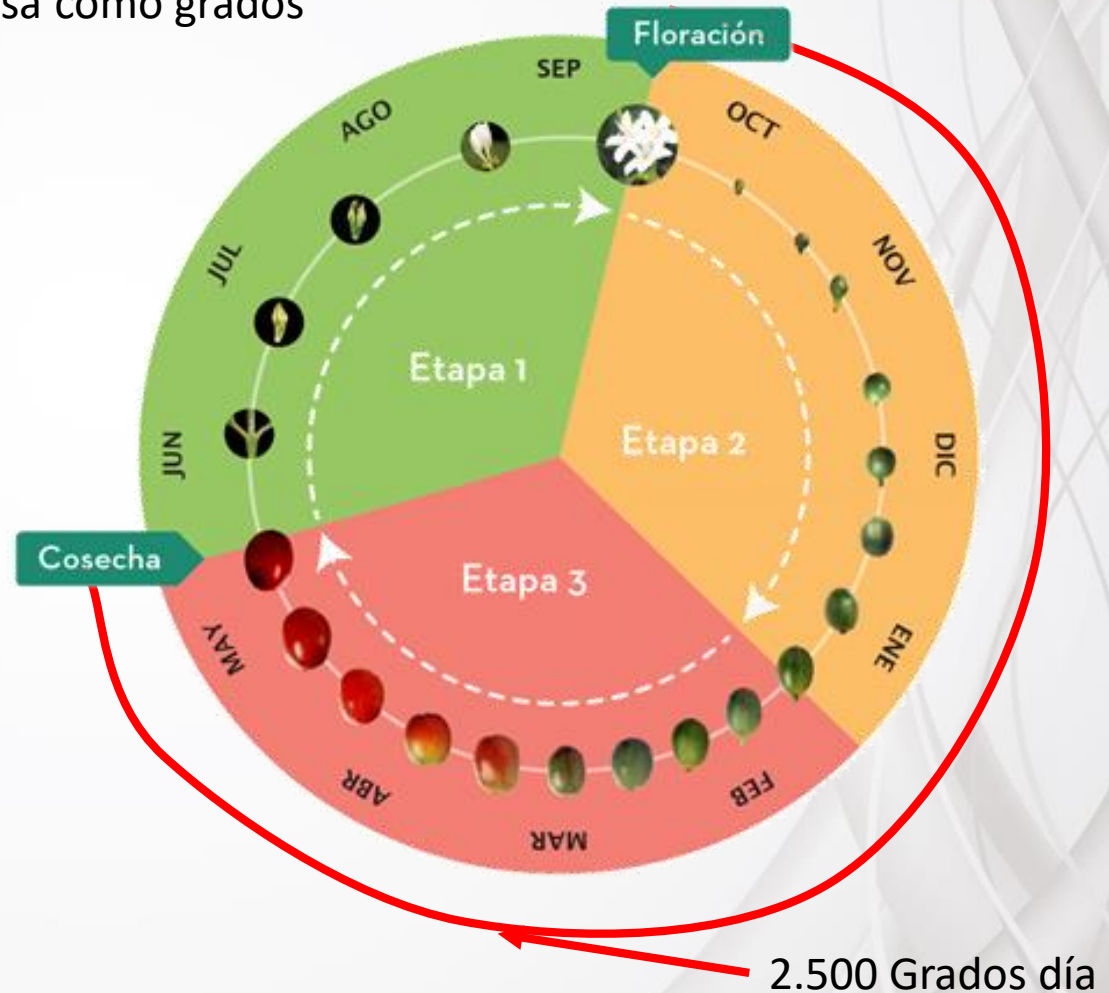 sa como grados
Floración
SEP
OCT
AGO
NOV
JUL
Etapa 1
Etapa 2
DIC
JUN
Cosecha
Etapa 3
ENE
MAY
FEB
ABR
MAR
2.500 Grados día